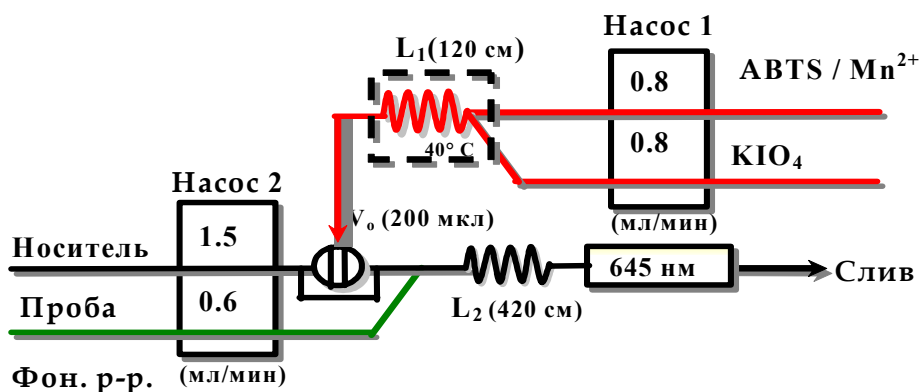 Насос 1
L₁(120 см)
0.8
ABTS / Mn²⁺
0.8
40° C
KIO₄
Насос 2
V₀ (200 мкл)
(мл/мин)
1.5
Носитель
645 нм
Слив
0.6
Проба
L₂ (420 см)
Фон. р-р.
(мл/мин)